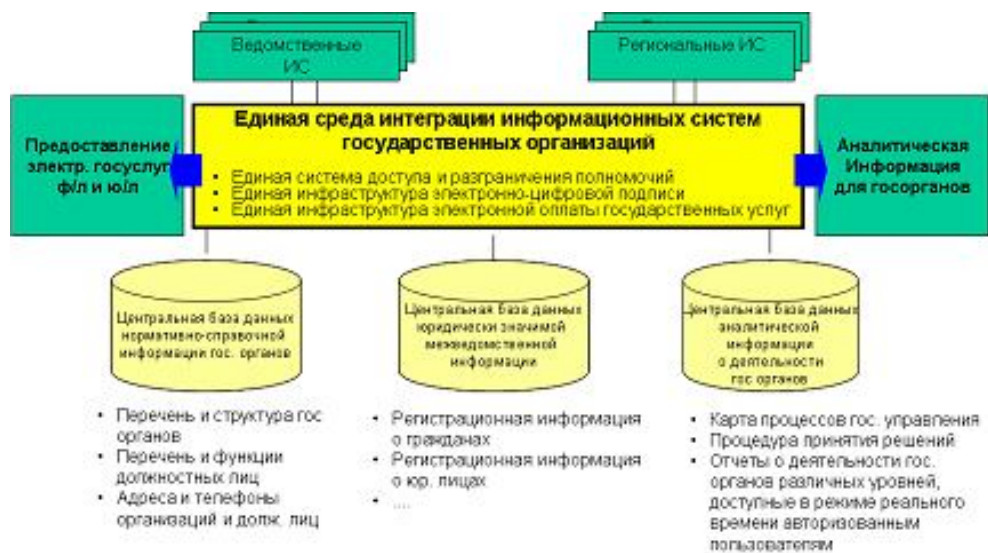 Ведомственные
ИС
Региональные ИС
Предоставление
электр. госуслуг
ф/л и ю/л
Единая среда интеграции информационных систем
государственных организаций
• Единая система доступа и разграничения полномочий
• Единая инфраструктура электронно-цифровой подписи
• Единая инфраструктура электронной оплаты государственных услуг
Аналитическая
Информация
для госорганов
Центральная база данных
нормативно-справочной
информации гос. органов
Центральная база данных
юридически значимой
межведомственной
информации
Центральная база данных
аналитической
информации
о деятельности
гос органов
• Перечень и структура гос
органов
• Перечень и функции
должностных лиц
• Адреса и телефоны
организаций и долж. лиц
• Регистрационная информация
о гражданах
• Регистрационная информация
о юр. лицах
• ....
• Карта процессов гос. управления
• Процедура принятия решений
• Отчеты о деятельности гос.
органов различных уровней,
доступные в режиме реального
времени авторизованным
пользователям